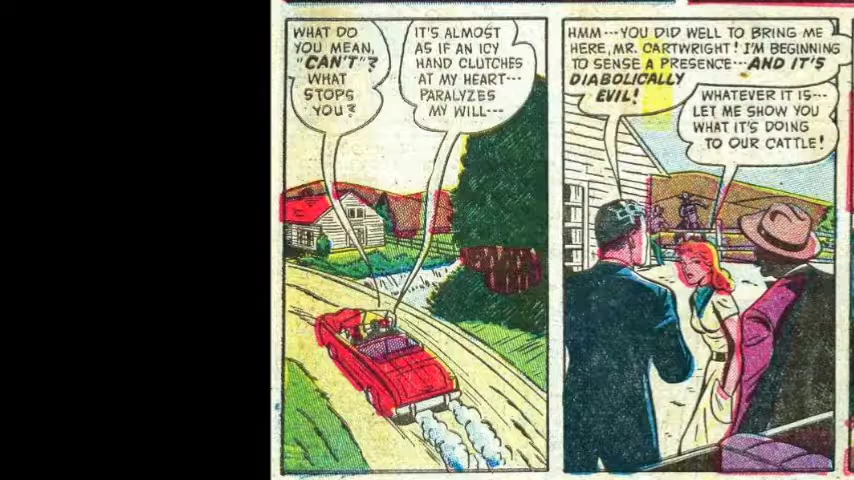 WHAT DO
YOU MEAN,
"CAN'T"?
WHAT
STOPS
YOU?
IT'S ALMOST
AS IF AN ICY
HAND CLUTCHES
AT MY HEART---
PARALYZES
MY WILL---
HMM---YOU DID WELL TO BRING ME
HERE, MR. CARTWRIGHT! I'M BEGINNING
TO SENSE A PRESENCE---AND IT'S
DIABOLICALLY
EVIL!
WHATEVER IT IS---
LET ME SHOW YOU
WHAT IT'S DOING
TO OUR CATTLE!